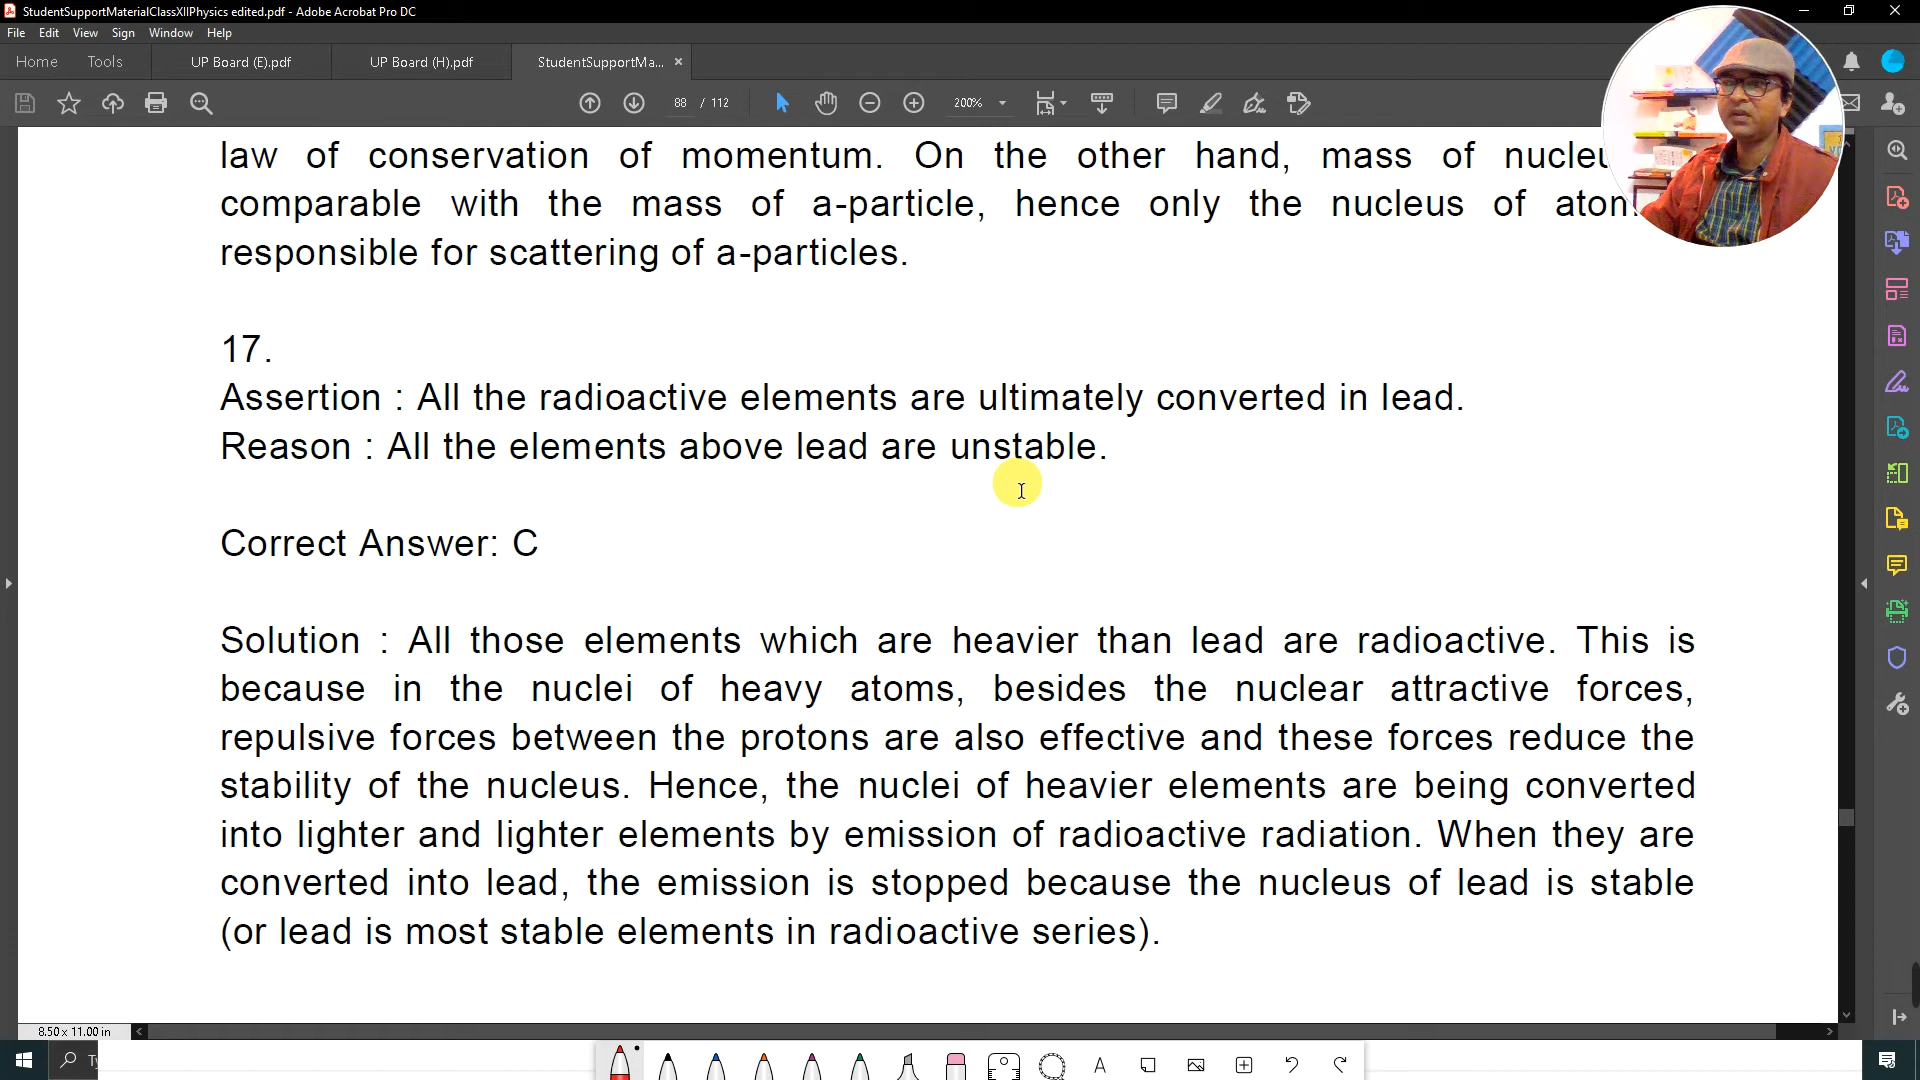 StudentSupportMaterialClassXIIPhysics edited.pdf - Adobe Acrobat Pro DC
File Edit View Sign Window Help
Home Tools UP Board (E).pdf UP Board (H).pdf StudentSupportMa... ×
88 / 112 200%
law of conservation of momentum. On the other hand, mass of
comparable with the mass of a-particle, hence only the nucleus of
responsible for scattering of a-particles.
17.
Assertion : All the radioactive elements are ultimately converted in lead.
Reason : All the elements above lead are unstable.
Correct Answer: C
Solution : All those elements which are heavier than lead are radioactive. This is
because in the nuclei of heavy atoms, besides the nuclear attractive forces,
repulsive forces between the protons are also effective and these forces reduce the
stability of the nucleus. Hence, the nuclei of heavier elements are being converted
into lighter and lighter elements by emission of radioactive radiation. When they are
converted into lead, the emission is stopped because the nucleus of lead is stable
(or lead is most stable elements in radioactive series).
8.50 x 11.00 in